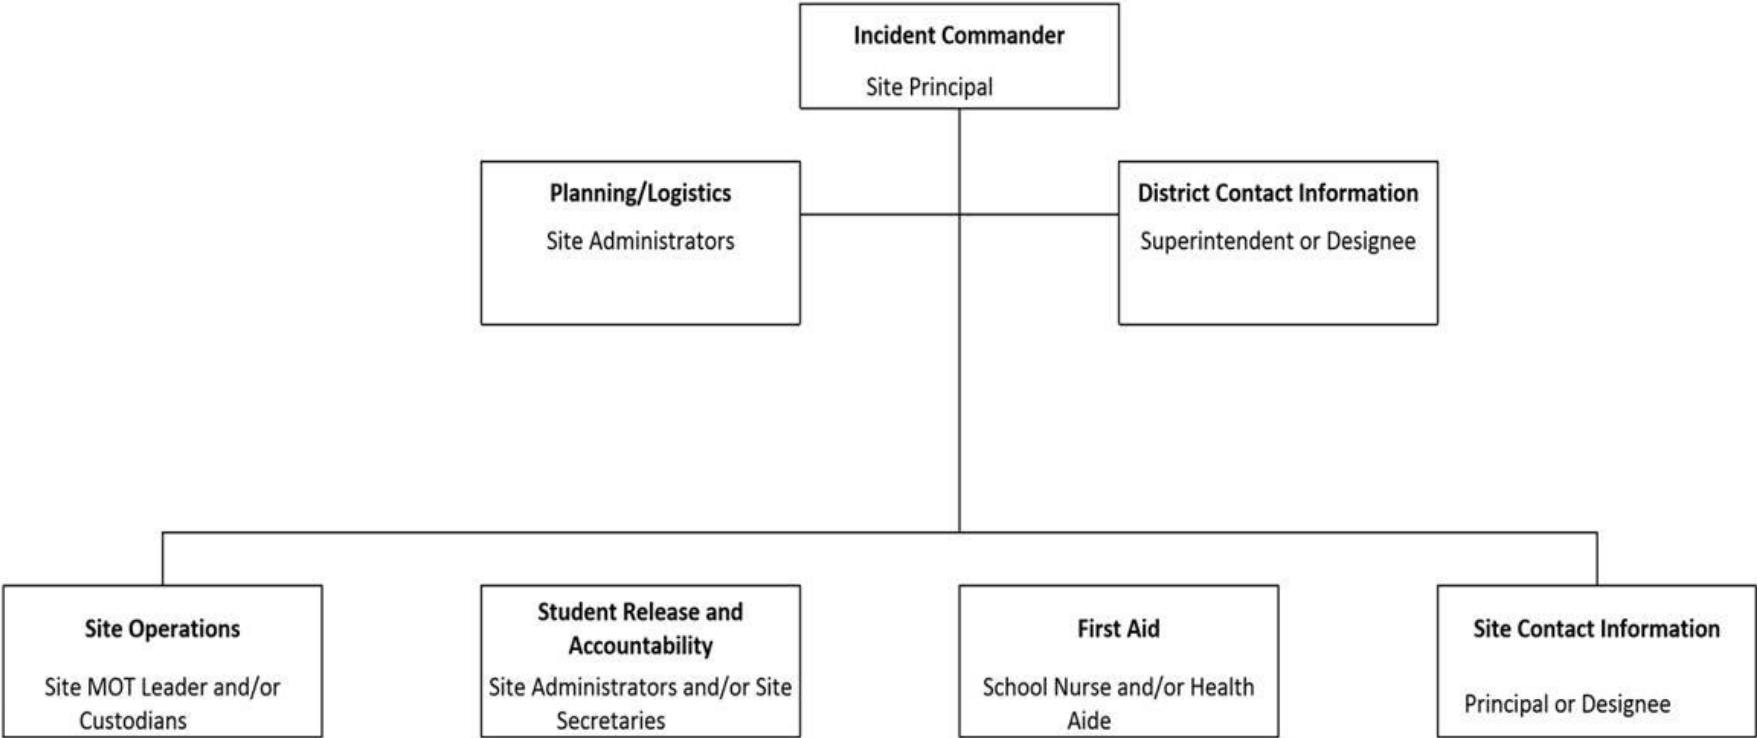 Incident Commander
Site Principal
Planning/Logistics
Site Administrators
District Contact Information
Superintendent or Designee
Site Operations
Site MOT Leader and/or
Custodians
Student Release and
Accountability
Site Administrators and/or Site
Secretaries
First Aid
School Nurse and/or Health
Aide
Site Contact Information
Principal or Designee